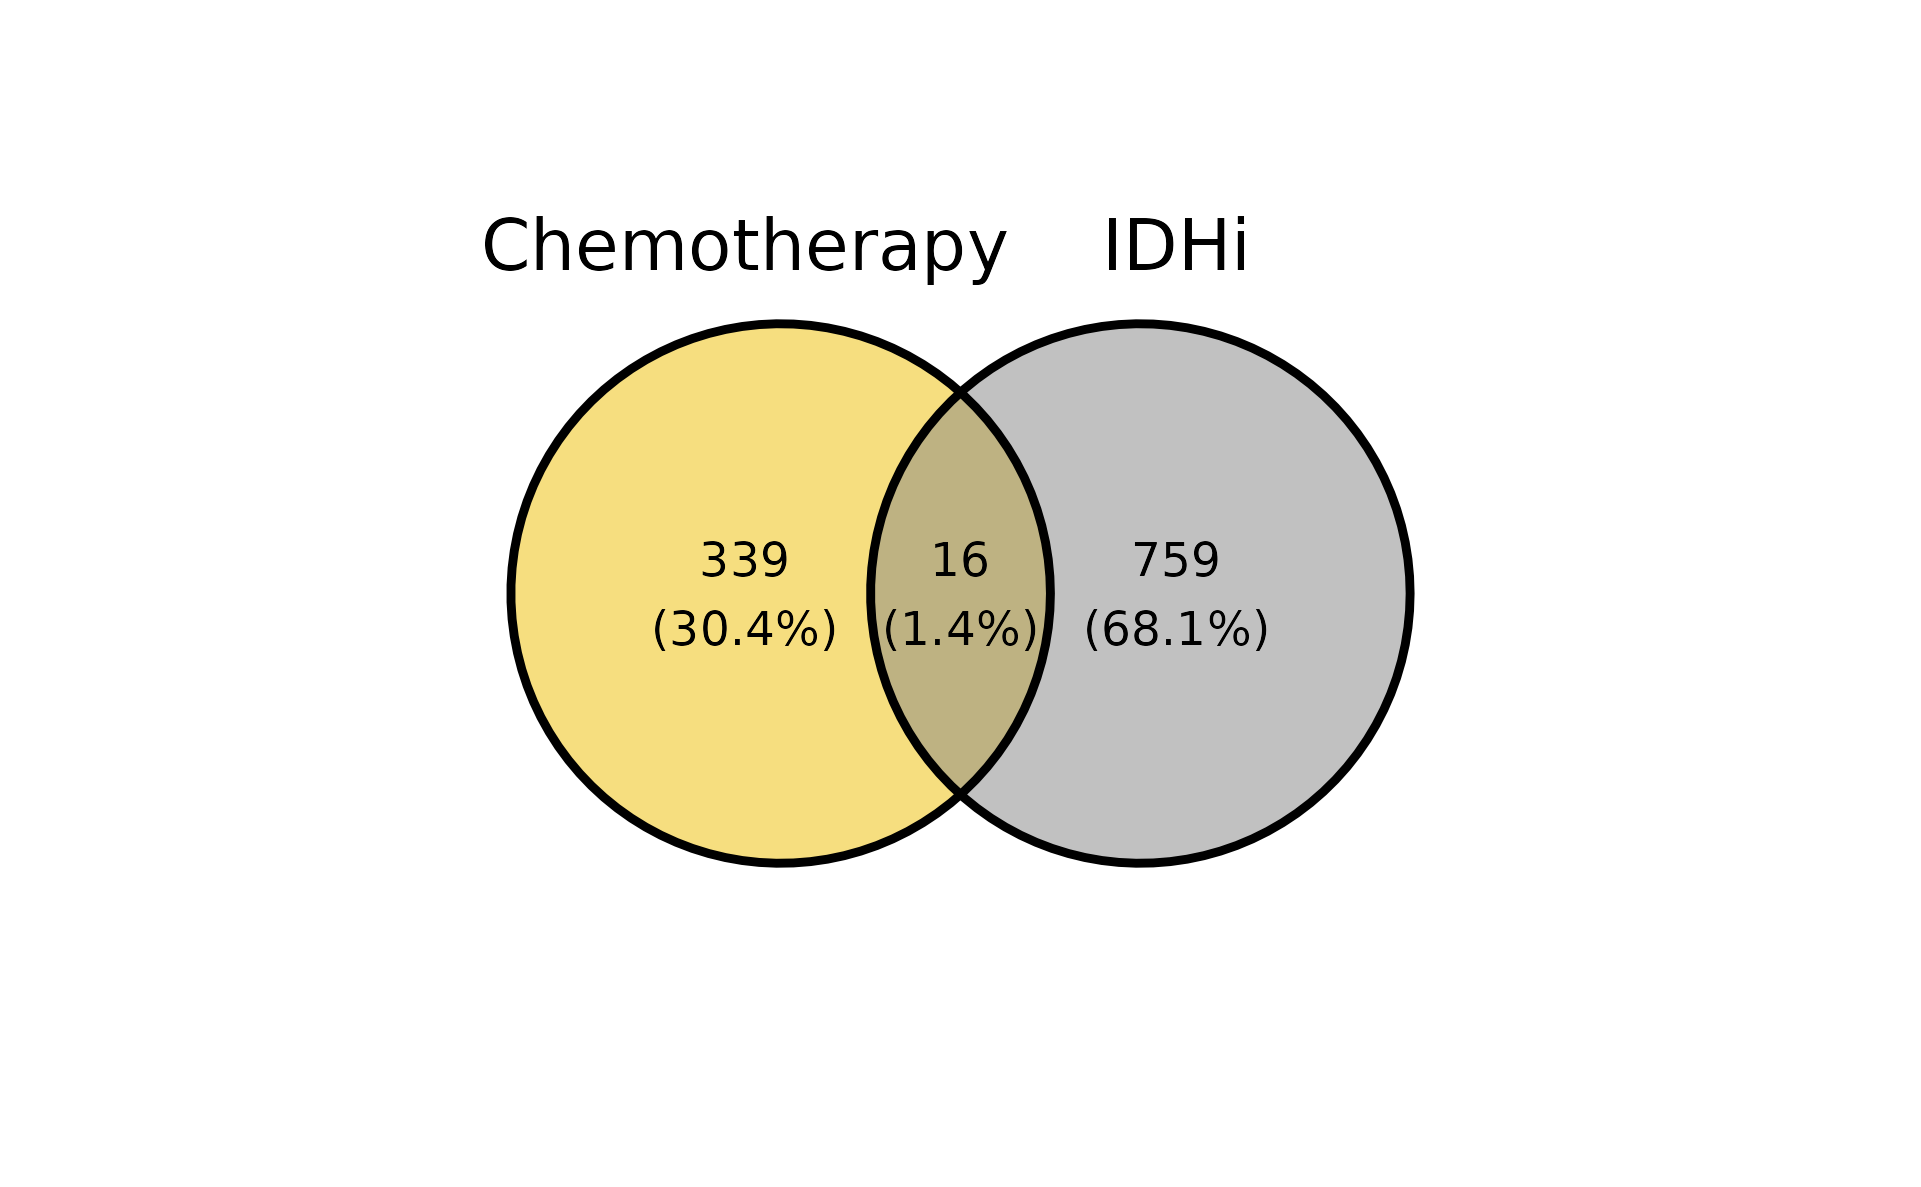 Chemotherapy IDHi
339 16 759
(30.4%) (1.4%) (68.1%)